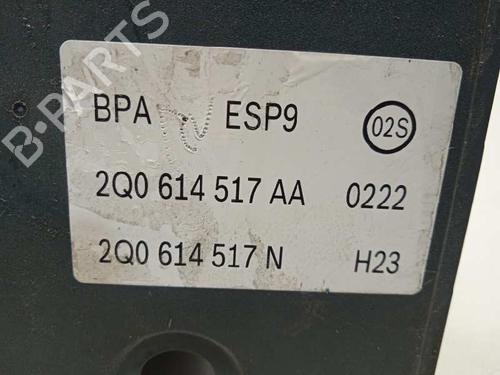 BPA ESP9 02S
2Q0 614 517 AA 0222
2Q0 614 517 N H23
B-PARTS